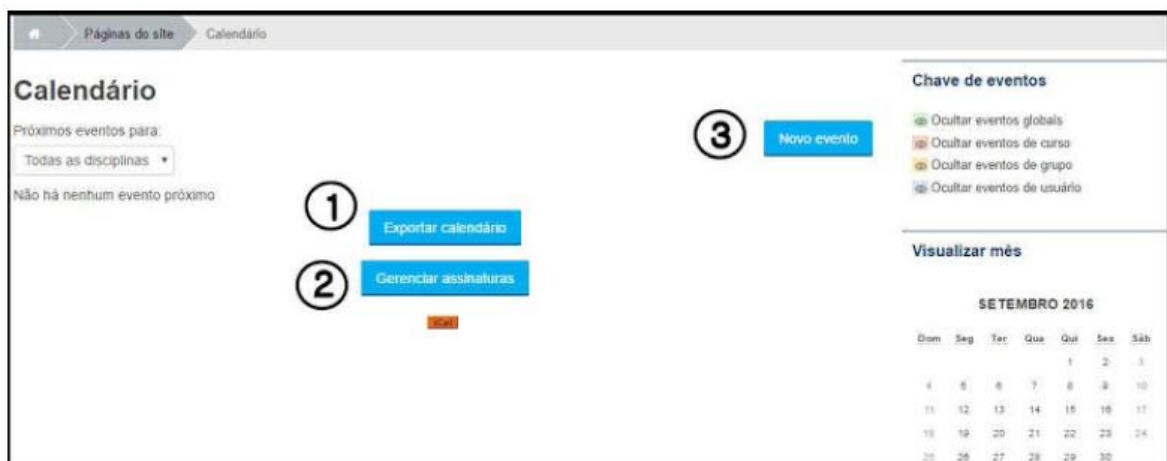 Páginas do site Calendário
Calendário
Próximos eventos para:
Todas as disciplinas
Não há nenhum evento próximo
① Exportar calendário
② Gerenciar assinaturas
iCal
③ Novo evento
Chave de eventos
Ocultar eventos globais
Ocultar eventos de curso
Ocultar eventos de grupo
Ocultar eventos de usuário
Visualizar mês
SETEMBRO 2016
Dom Seg Ter Qua Qui Sex Sáb
1 2 3
4 5 6 7 8 9 10
11 12 13 14 15 16 17
18 19 20 21 22 23 24
25 26 27 28 29 30